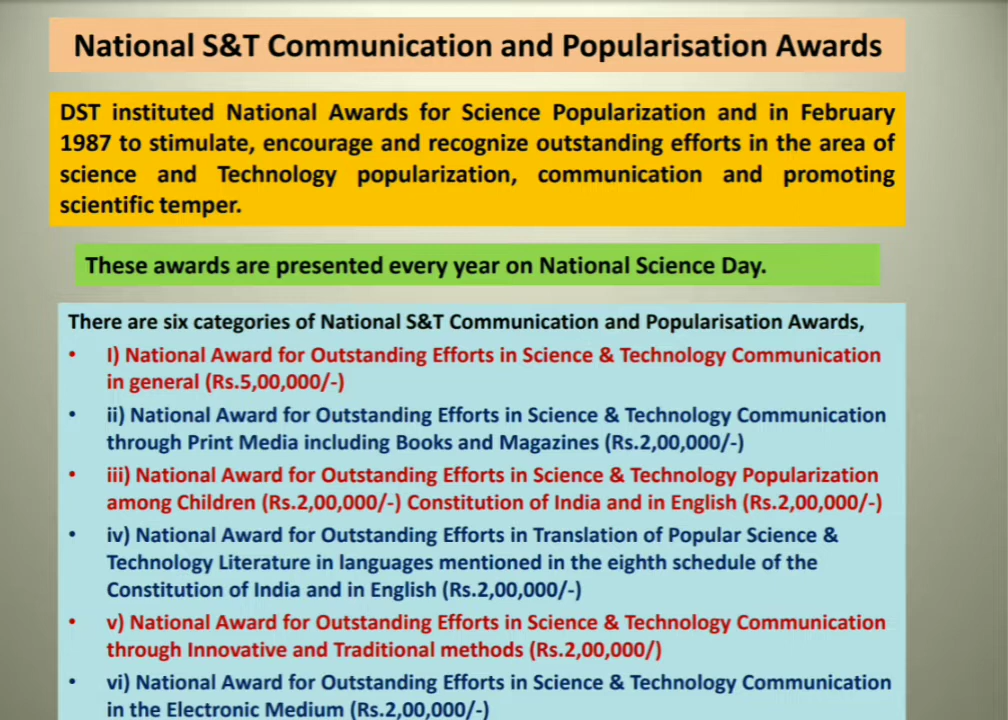 National S&T Communication and Popularisation Awards
DST instituted National Awards for Science Popularization and in February
1987 to stimulate, encourage and recognize outstanding efforts in the area of
science and Technology popularization, communication and promoting
scientific temper.
These awards are presented every year on National Science Day.
There are six categories of National S&T Communication and Popularisation Awards,
• I) National Award for Outstanding Efforts in Science & Technology Communication
in general (Rs.5,00,000/-)
• ii) National Award for Outstanding Efforts in Science & Technology Communication
through Print Media including Books and Magazines (Rs.2,00,000/-)
• iii) National Award for Outstanding Efforts in Science & Technology Popularization
among Children (Rs.2,00,000/-) Constitution of India and in English (Rs.2,00,000/-)
• iv) National Award for Outstanding Efforts in Translation of Popular Science &
Technology Literature in languages mentioned in the eighth schedule of the
Constitution of India and in English (Rs.2,00,000/-)
• v) National Award for Outstanding Efforts in Science & Technology Communication
through Innovative and Traditional methods (Rs.2,00,000/)
• vi) National Award for Outstanding Efforts in Science & Technology Communication
in the Electronic Medium (Rs.2,00,000/-)